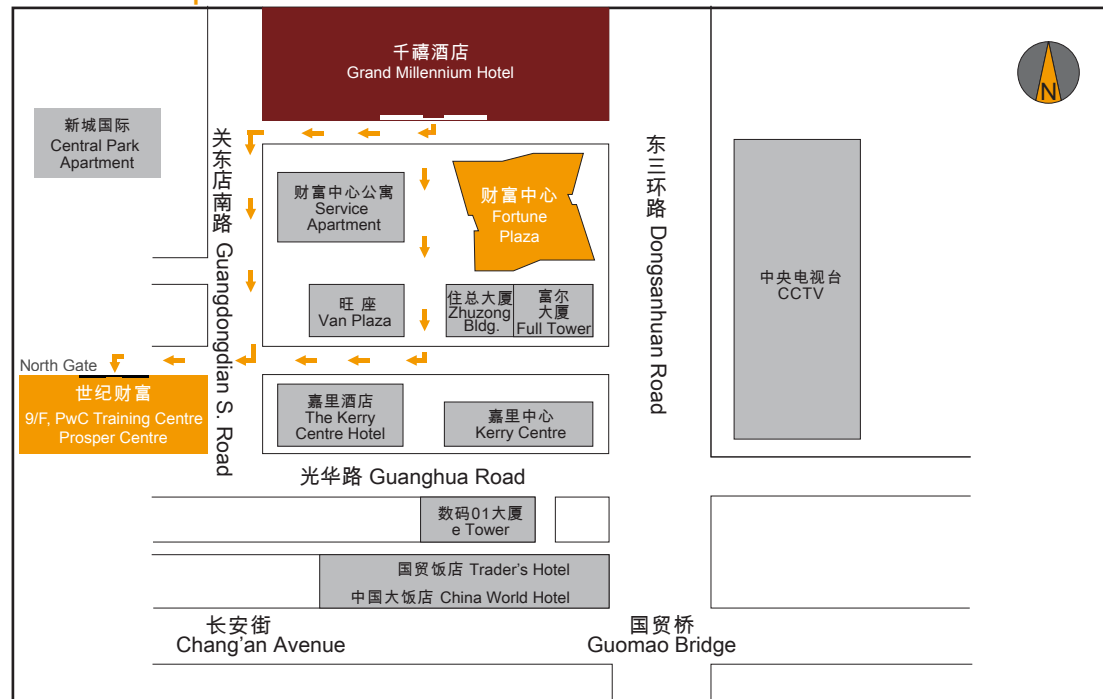 千禧酒店
Grand Millennium Hotel
N
新城国际
Central Park
Apartment
关东店南路 Guangdongdian S. Road
东三环路 Dongsanhuan Road
财富中心公寓
Service
Apartment
财富中心
Fortune
Plaza
中央电视台
CCTV
旺 座
Van Plaza
住总大厦
Zhuzong
Bldg.
富尔
大厦
Full Tower
North Gate
世纪财富
9/F, PwC Training Centre
Prosper Centre
嘉里酒店
The Kerry
Centre Hotel
嘉里中心
Kerry Centre
光华路 Guanghua Road
数码01大厦
e Tower
国贸饭店 Trader's Hotel
中国大饭店 China World Hotel
长安街
Chang'an Avenue
国贸桥
Guomao Bridge